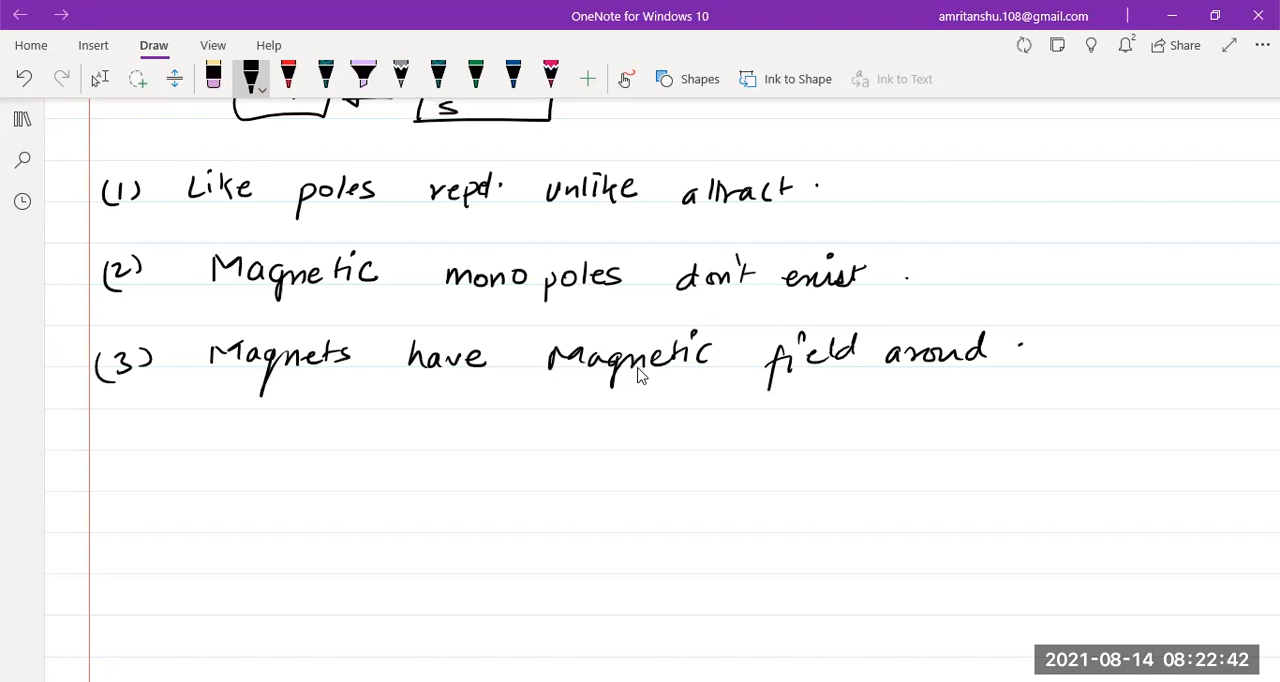 OneNote for Windows 10
amritanshu.108@gmail.com
Home Insert Draw View Help
2
Share
Shapes
Ink to Shape
Ink to Text
S
(1) Like poles repel. unlike attract.
(2) Magnetic mono poles don't exist.
(3) Magnets have Magnetic field around.
2021-08-14 08:22:42